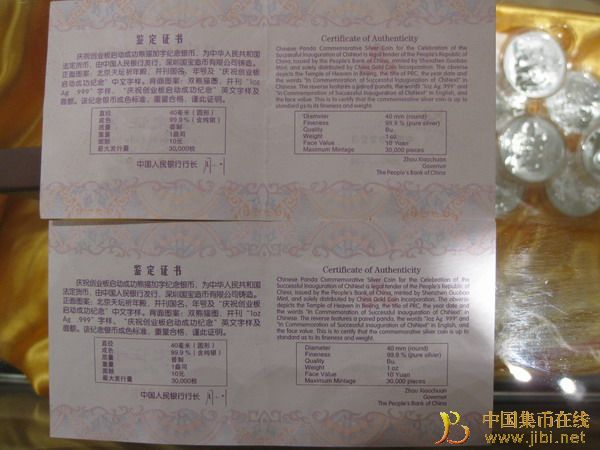 鉴定证书
庆祝创业板启动成功熊猫加字纪念银币，为中华人民共和国
法定货币，由中国人民银行发行，深圳国宝造币有限公司铸造。
正面图案：北京天坛祈年殿，并刊国名、年号及“庆祝创业板
启动成功纪念”中文字样。背面图案：双熊猫图，并刊“1oz
Ag .999”字样，“庆祝创业板启动成功纪念”英文字样及
面额。该纪念银币成色标准，重量合格，谨此证明。
直径 40毫米（圆形）
成色 99.9%（含纯银）
质量 普制
重量 1盎司
面额 10元
最大发行量 30,000枚
中国人民银行行长
Certificate of Authenticity
Chinese Panda Commemorative Silver Coin for the Celebration of the
Successful Inauguration of ChiNext is legal tender of the People's Republic of
China, issued by the People's Bank of China, minted by Shenzhen Guobao
Mint, and solely distributed by China Gold Coin Incorporation. The obverse
depicts the Temple of Heaven in Beijing, the title of PRC, the year date and
the words "In Commemoration of Successful Inauguration of ChiNext" in
Chinese. The reverse features a paired panda, the words "1oz Ag .999" and
"In Commemoration of Successful Inauguration of ChiNext" in English, and
the face value. This is to certify that the commemorative silver coin is up to
standard as to its fineness and weight.
Diameter 40 mm (round)
Fineness 99.9 % (pure silver)
Quality Bu.
Weight 1 oz
Face Value 10 Yuan
Maximum Mintage 30,000 pieces
Zhou Xiaochuan
Governor
The People's Bank of China
鉴定证书
庆祝创业板启动成功熊猫加字纪念银币，为中华人民共和国
法定货币，由中国人民银行发行，深圳国宝造币有限公司铸造。
正面图案：北京天坛祈年殿，并刊国名、年号及“庆祝创业板
启动成功纪念”中文字样。背面图案：双熊猫图，并刊“1oz
Ag .999”字样，“庆祝创业板启动成功纪念”英文字样及
面额。该纪念银币成色标准，重量合格，谨此证明。
直径 40毫米（圆形）
成色 99.9%（含纯银）
质量 普制
重量 1盎司
面额 10元
最大发行量 30,000枚
中国人民银行行长
Certificate of Authenticity
Chinese Panda Commemorative Silver Coin for the Celebration of the
Successful Inauguration of ChiNext is legal tender of the People's Republic of
China, issued by the People's Bank of China, minted by Shenzhen Guobao
Mint, and solely distributed by China Gold Coin Incorporation. The obverse
depicts the Temple of Heaven in Beijing, the title of PRC, the year date and
the words "In Commemoration of Successful Inauguration of ChiNext" in
Chinese. The reverse features a paired panda, the words "1oz Ag .999" and
"In Commemoration of Successful Inauguration of ChiNext" in English, and
the face value. This is to certify that the commemorative silver coin is up to
standard as to its fineness and weight.
Diameter 40 mm (round)
Fineness 99.9 % (pure silver)
Quality Bu.
Weight 1 oz
Face Value 10 Yuan
Maximum Mintage 30,000 pieces
Zhou Xiaochuan
Governor
The People's Bank of China
中国集币在线
www.jibi.net